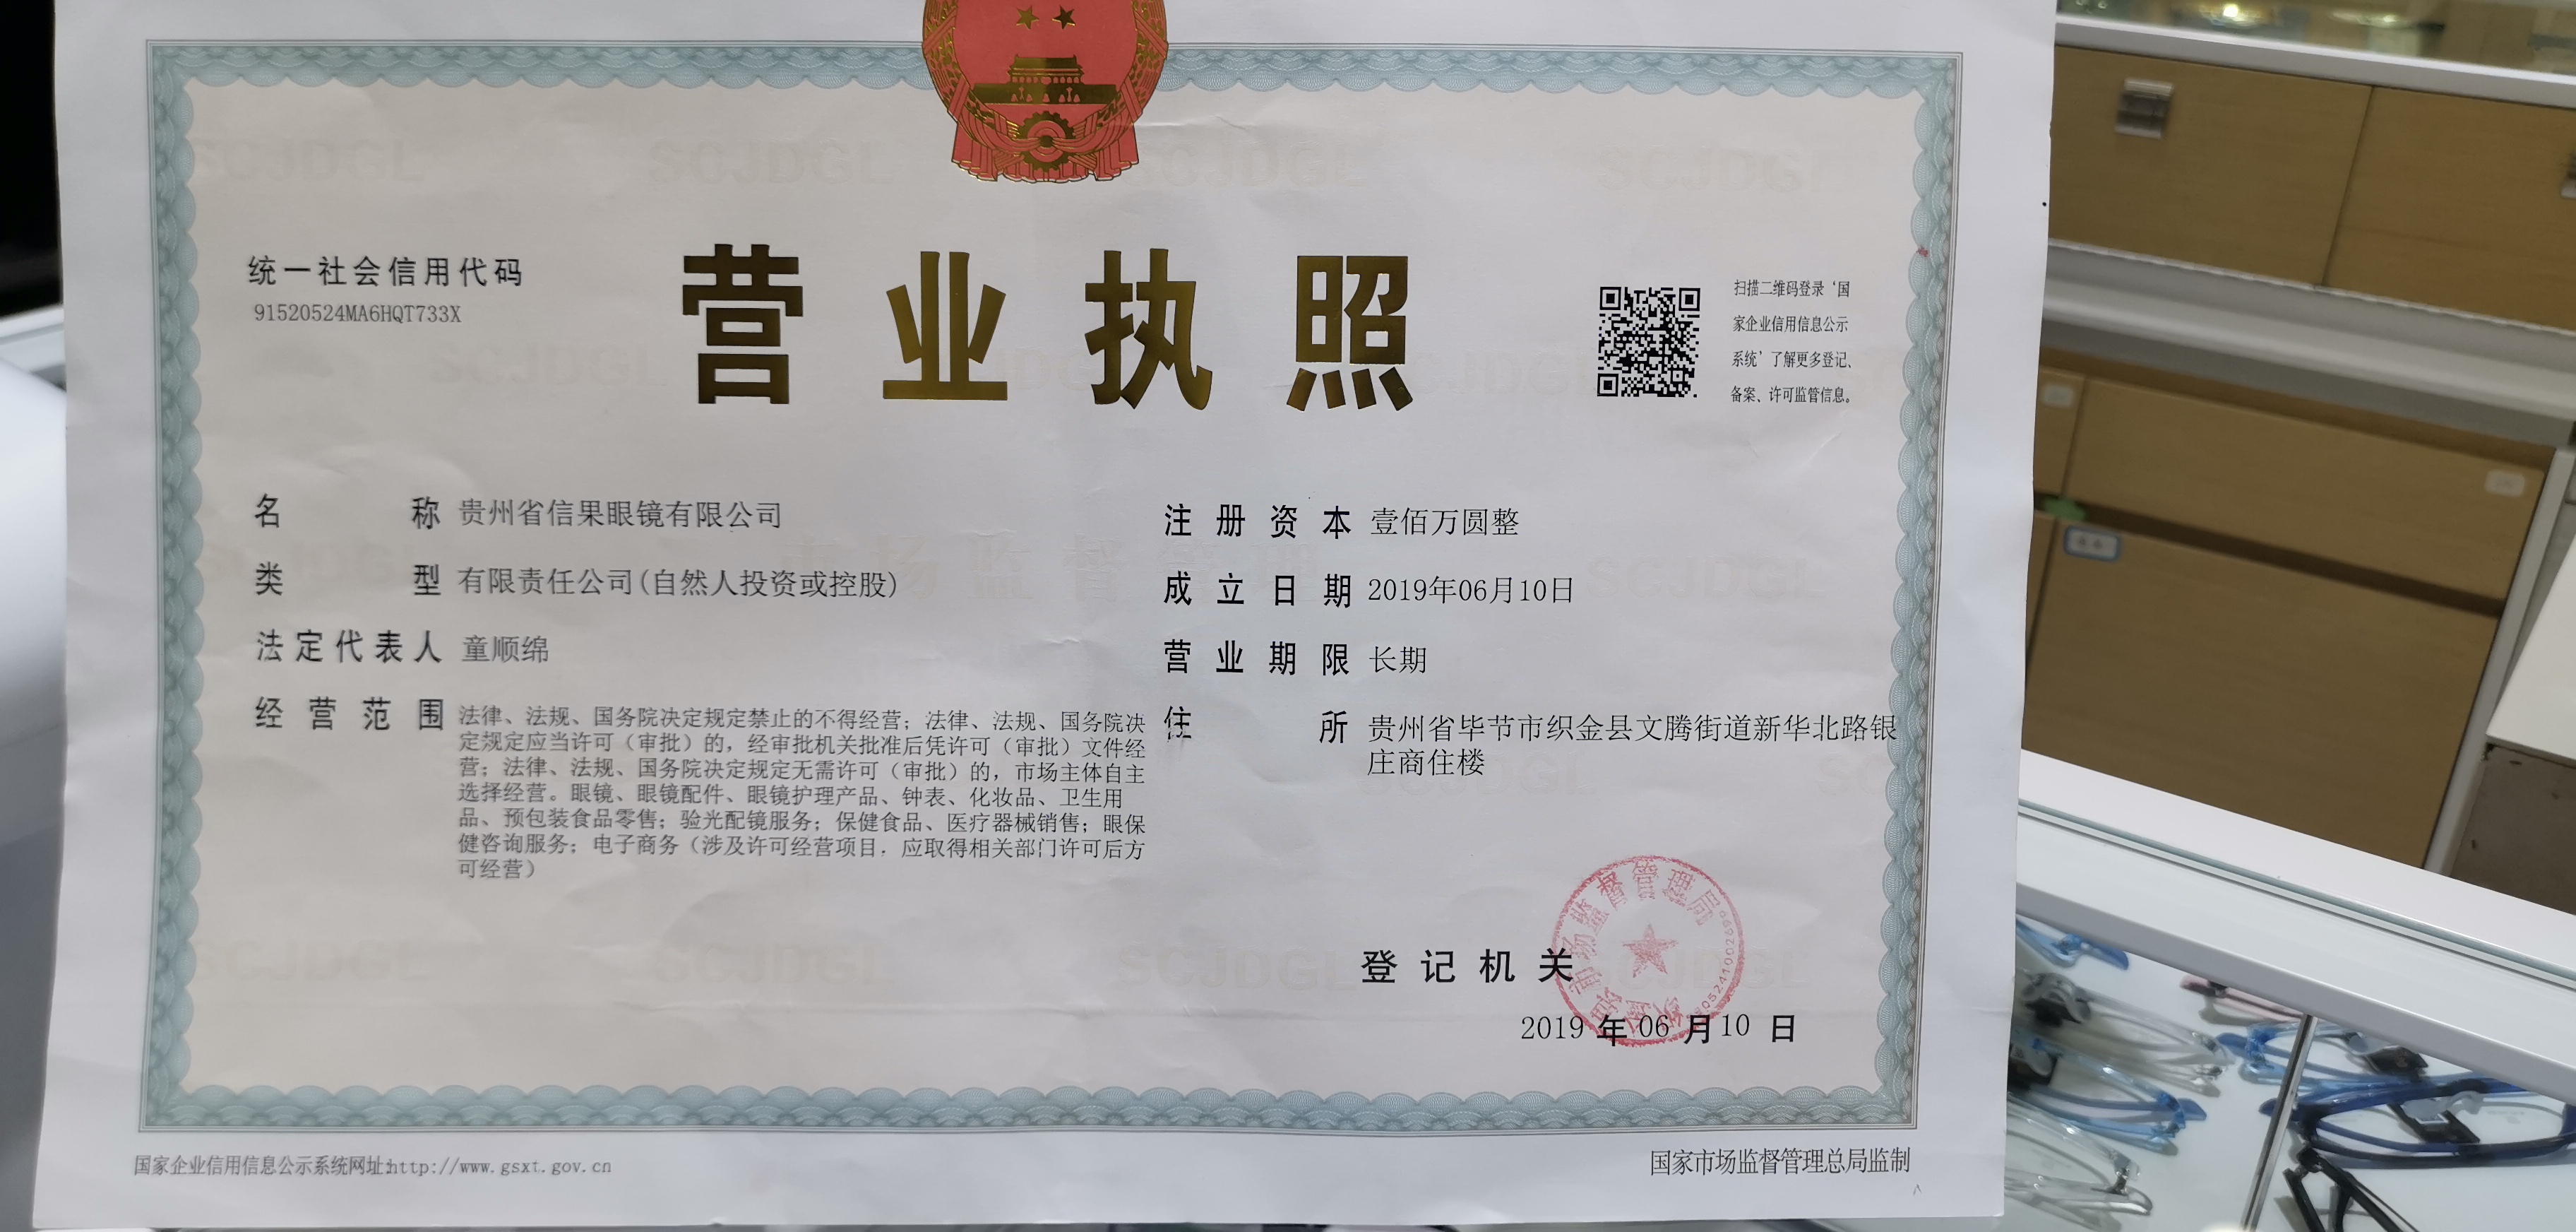 统一社会信用代码
91520524MA6HQT733X
营业执照
扫描二维码登录‘国
家企业信用信息公示
系统’了解更多登记、
备案、许可监管信息。
名称 贵州省信果眼镜有限公司
类型 有限责任公司(自然人投资或控股)
法定代表人 童顺绵
经营范围 法律、法规、国务院决定规定禁止的不得经营；法律、法规、国务院决
定规定应当许可（审批）的，经审批机关批准后凭许可（审批）文件经
营；法律、法规、国务院决定规定无需许可（审批）的，市场主体自主
选择经营。眼镜、眼镜配件、眼镜护理产品、钟表、化妆品、卫生用
品、预包装食品零售；验光配镜服务；保健食品、医疗器械销售；眼保
健咨询服务；电子商务（涉及许可经营项目，应取得相关部门许可后方
可经营）
注册资本 壹佰万圆整
成立日期 2019年06月10日
营业期限 长期
住所 贵州省毕节市织金县文腾街道新华北路银
庄商住楼
登记机关
2019年06月10日
国家企业信用信息公示系统网址:http://www.gsxt.gov.cn
国家市场监督管理总局监制